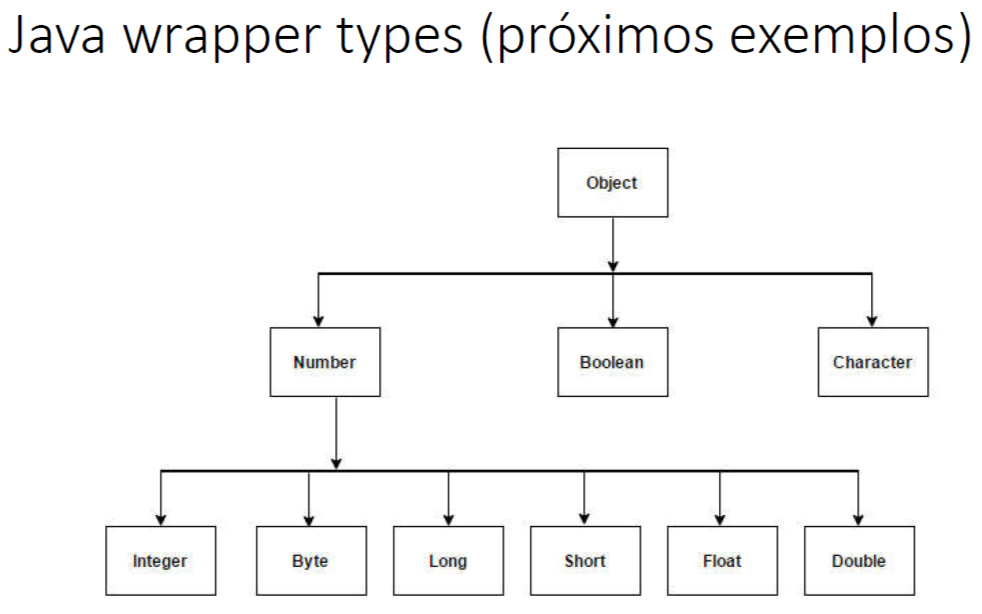 Java wrapper types (próximos exemplos)
Object
Number
Boolean
Character
Integer
Byte
Long
Short
Float
Double